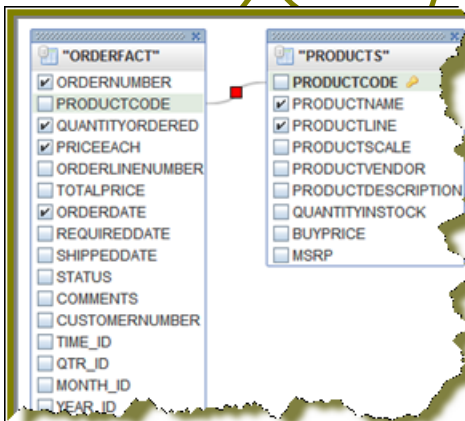 "ORDERFACT"
ORDERNUMBER
PRODUCTCODE
QUANTITYORDERED
PRICEEACH
ORDERLINENUMBER
TOTALPRICE
ORDERDATE
REQUIREDDATE
SHIPPEDDATE
STATUS
COMMENTS
CUSTOMERNUMBER
TIME_ID
QTR_ID
MONTH_ID
YEAR_ID
"PRODUCTS"
PRODUCTCODE
PRODUCTNAME
PRODUCTLINE
PRODUCTSCALE
PRODUCTVENDOR
PRODUCTDESCRIPTION
QUANTITYINSTOCK
BUYPRICE
MSRP